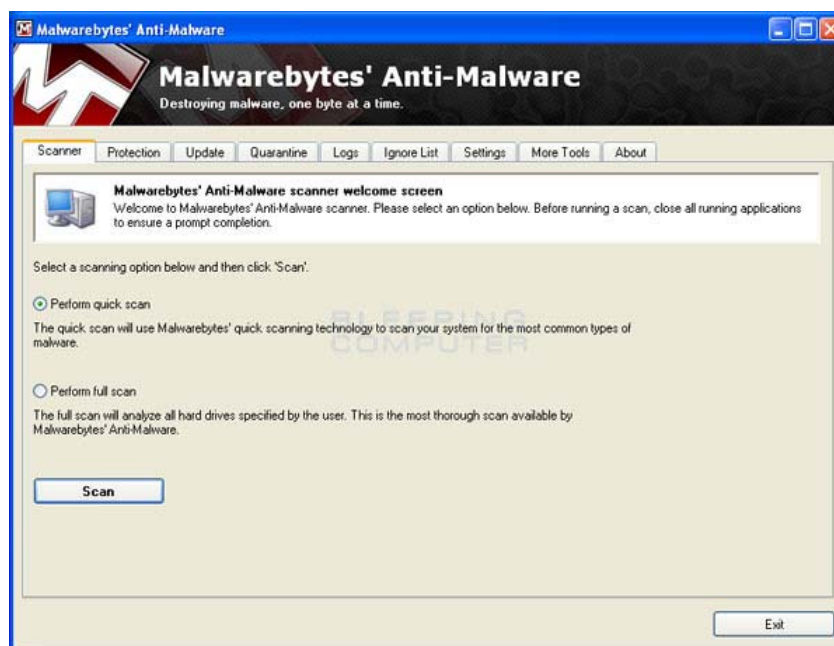 Malwarebytes' Anti-Malware
Malwarebytes' Anti-Malware
Destroying malware, one byte at a time.
Scanner Protection Update Quarantine Logs Ignore List Settings More Tools About
Malwarebytes' Anti-Malware scanner welcome screen
Welcome to Malwarebytes' Anti-Malware scanner. Please select an option below. Before running a scan, close all running applications
to ensure a prompt completion.
Select a scanning option below and then click 'Scan'.
Perform quick scan
BLEEPING
COMPUTER
The quick scan will use Malwarebytes' quick scanning technology to scan your system for the most common types of
malware.
Perform full scan
The full scan will analyze all hard drives specified by the user. This is the most thorough scan available by
Malwarebytes' Anti-Malware.
Scan
Exit